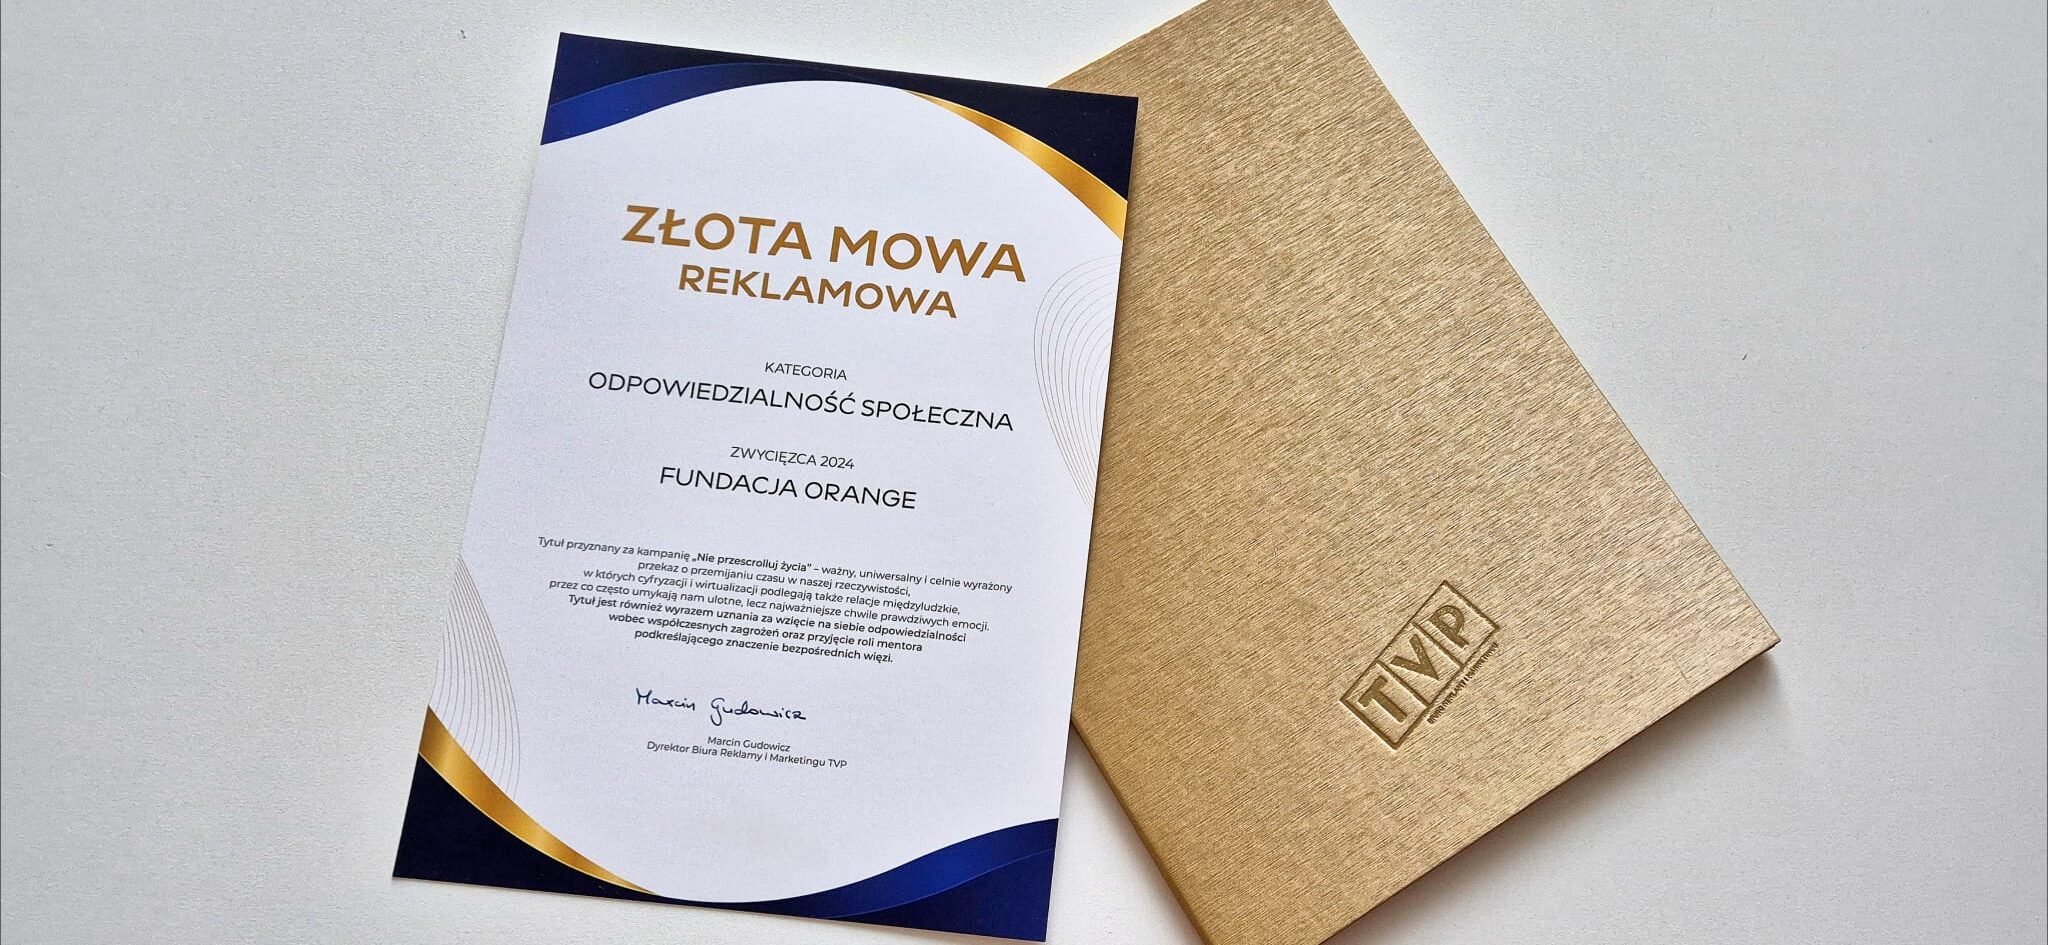 ZŁOTA MOWA
REKLAMOWA
KATEGORIA
ODPOWIEDZIALNOŚĆ SPOŁECZNA
ZWYCIĘZCA 2024
FUNDACJA ORANGE
Tytuł przyznany za kampanię „Nie przescrolluj życia” – ważny, uniwersalny i celnie wyrażony
przekaz o przemijaniu czasu w naszej rzeczywistości,
w których cyfryzacji i wirtualizacji podlegają także relacje międzyludzkie,
przez co często umykają nam ulotne, lecz najważniejsze chwile prawdziwych emocji.
Tytuł jest również wyrazem uznania za wzięcie na siebie odpowiedzialności
wobec współczesnych zagrożeń oraz przyjęcie roli mentora
podkreślającego znaczenie bezpośrednich więzi.
Marcin Gudowicz
Marcin Gudowicz
Dyrektor Biura Reklamy i Marketingu TVP
TVP